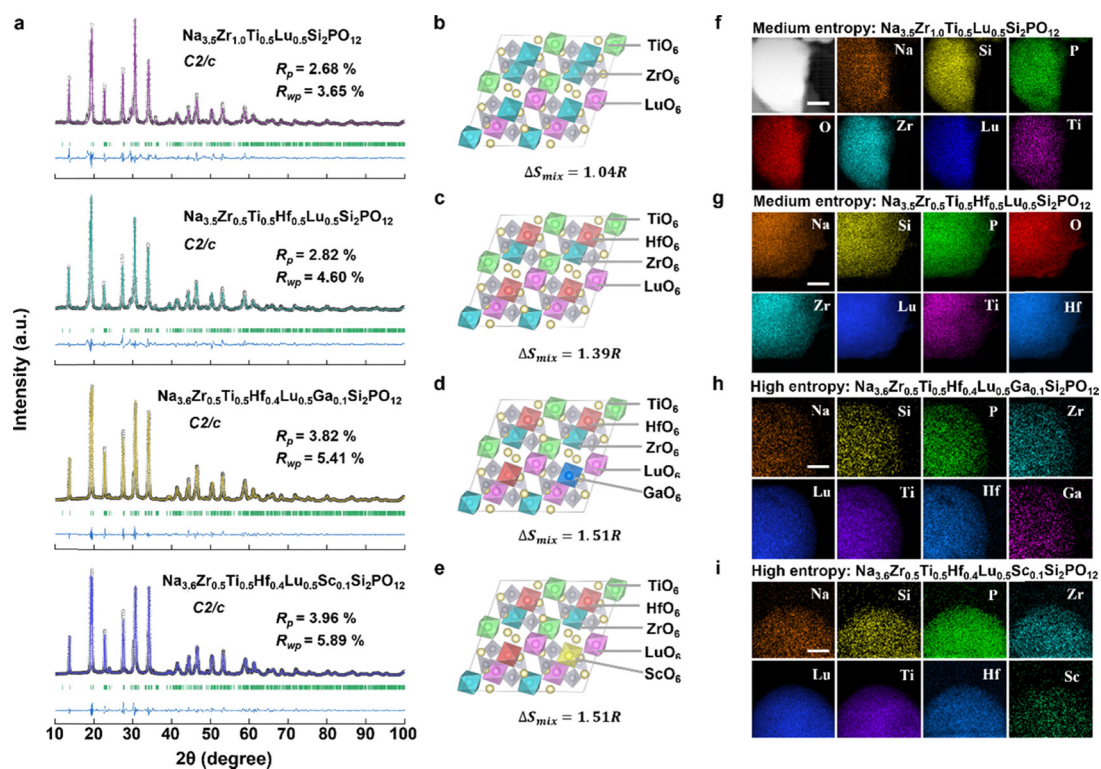 a
Intensity (a.u.)
Na3.5Zr1.0Ti0.5Lu0.5Si2PO12
C2/c
Rp = 2.68 %
Rwp = 3.65 %
Na3.5Zr0.5Ti0.5Hf0.5Lu0.5Si2PO12
C2/c
Rp = 2.82 %
Rwp = 4.60 %
Na3.6Zr0.5Ti0.5Hf0.4Lu0.5Ga0.1Si2PO12
C2/c
Rp = 3.82 %
Rwp = 5.41 %
Na3.6Zr0.5Ti0.5Hf0.4Lu0.5Sc0.1Si2PO12
C2/c
Rp = 3.96 %
Rwp = 5.89 %
10 20 30 40 50 60 70 80 90 100
2θ (degree)
b
TiO6
ZrO6
LuO6
ΔSmix = 1.04R
c
TiO6
HfO6
ZrO6
LuO6
ΔSmix = 1.39R
d
TiO6
HfO6
ZrO6
LuO6
GaO6
ΔSmix = 1.51R
e
TiO6
HfO6
ZrO6
LuO6
ScO6
ΔSmix = 1.51R
f
Medium entropy: Na3.5Zr1.0Ti0.5Lu0.5Si2PO12
Na Si P
O Zr Lu Ti
g
Medium entropy: Na3.5Zr0.5Ti0.5Hf0.5Lu0.5Si2PO12
Na Si P O
Zr Lu Ti Hf
h
High entropy: Na3.6Zr0.5Ti0.5Hf0.4Lu0.5Ga0.1Si2PO12
Na Si P Zr
Lu Ti Hf Ga
i
High entropy: Na3.6Zr0.5Ti0.5Hf0.4Lu0.5Sc0.1Si2PO12
Na Si P Zr
Lu Ti Hf Sc